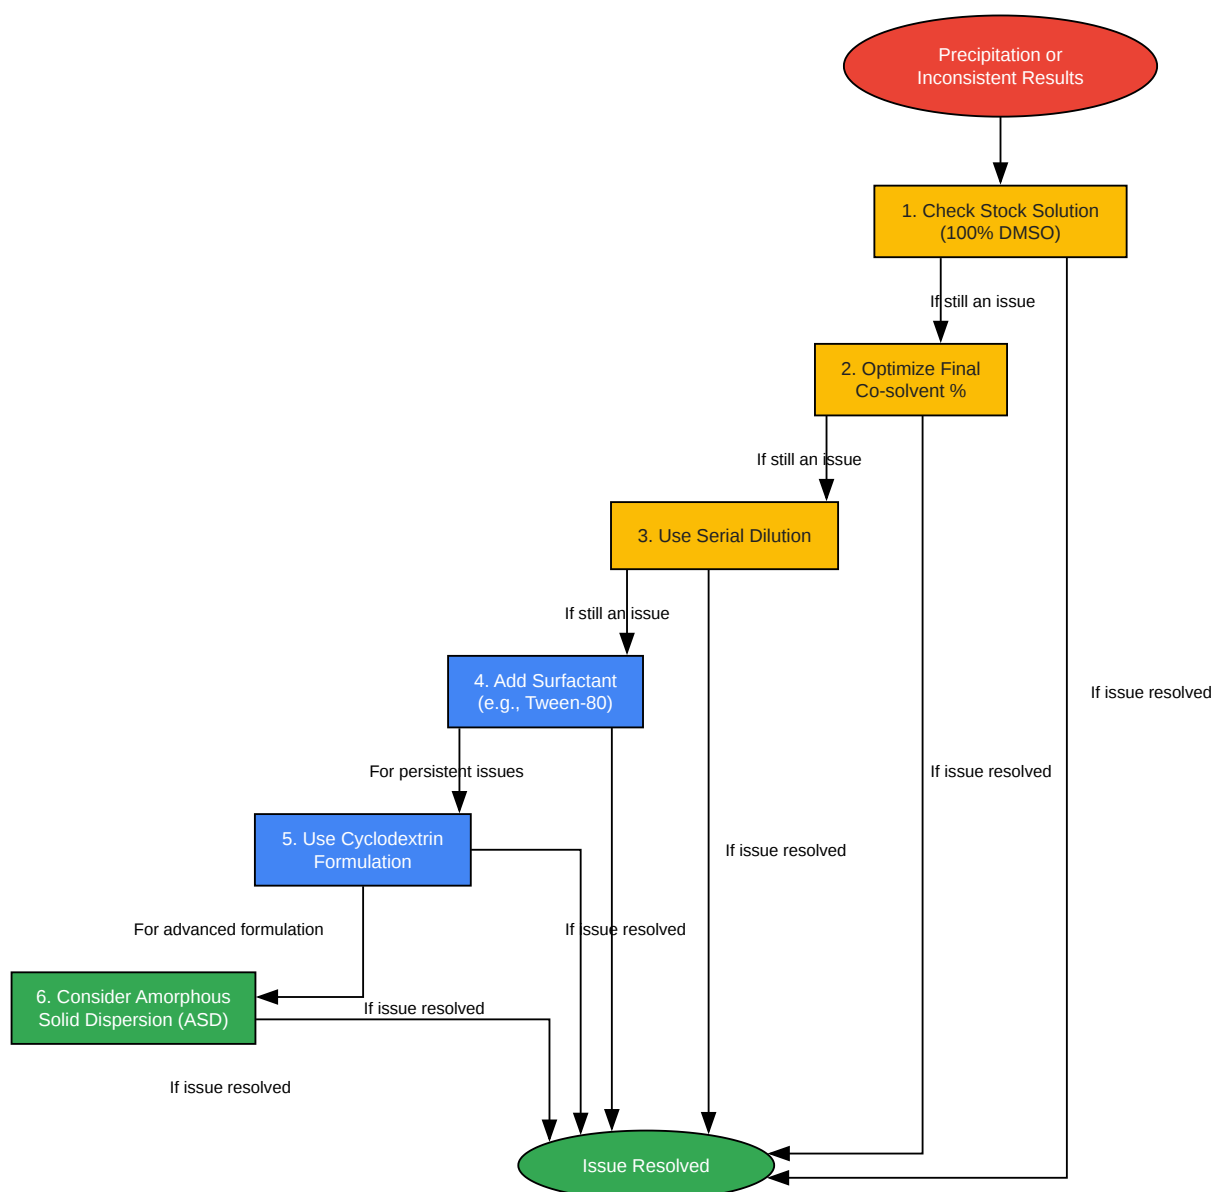 Precipitation or
Inconsistent Results
1. Check Stock Solution
(100% DMSO)
If still an issue
2. Optimize Final
Co-solvent %
If still an issue
3. Use Serial Dilution
If still an issue
4. Add Surfactant
(e.g., Tween-80)
If issue resolved
For persistent issues
If issue resolved
5. Use Cyclodextrin
Formulation
If issue resolved
For advanced formulation
If issue resolved
6. Consider Amorphous
Solid Dispersion (ASD)
If issue resolved
If issue resolved
Issue Resolved